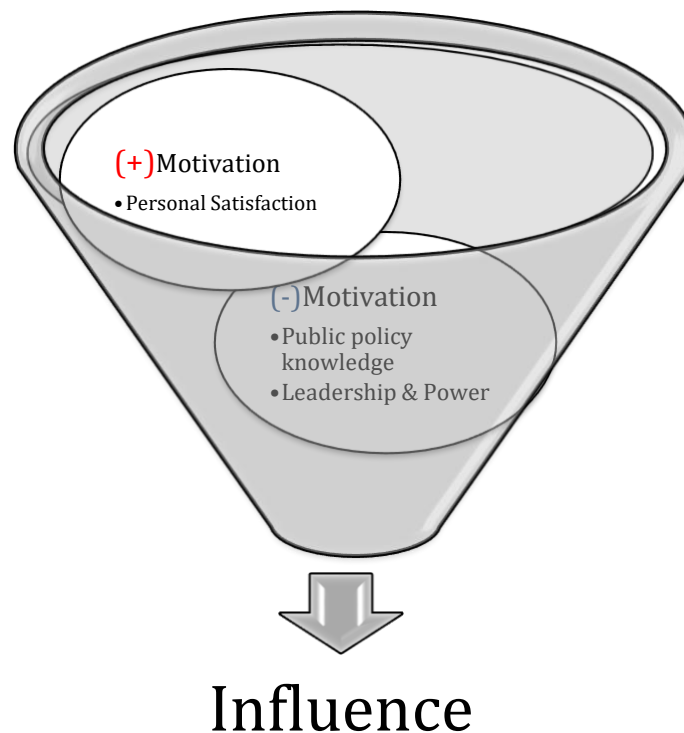 (+)Motivation
•Personal Satisfaction
(-)Motivation
•Public policy
knowledge
•Leadership & Power
Influence